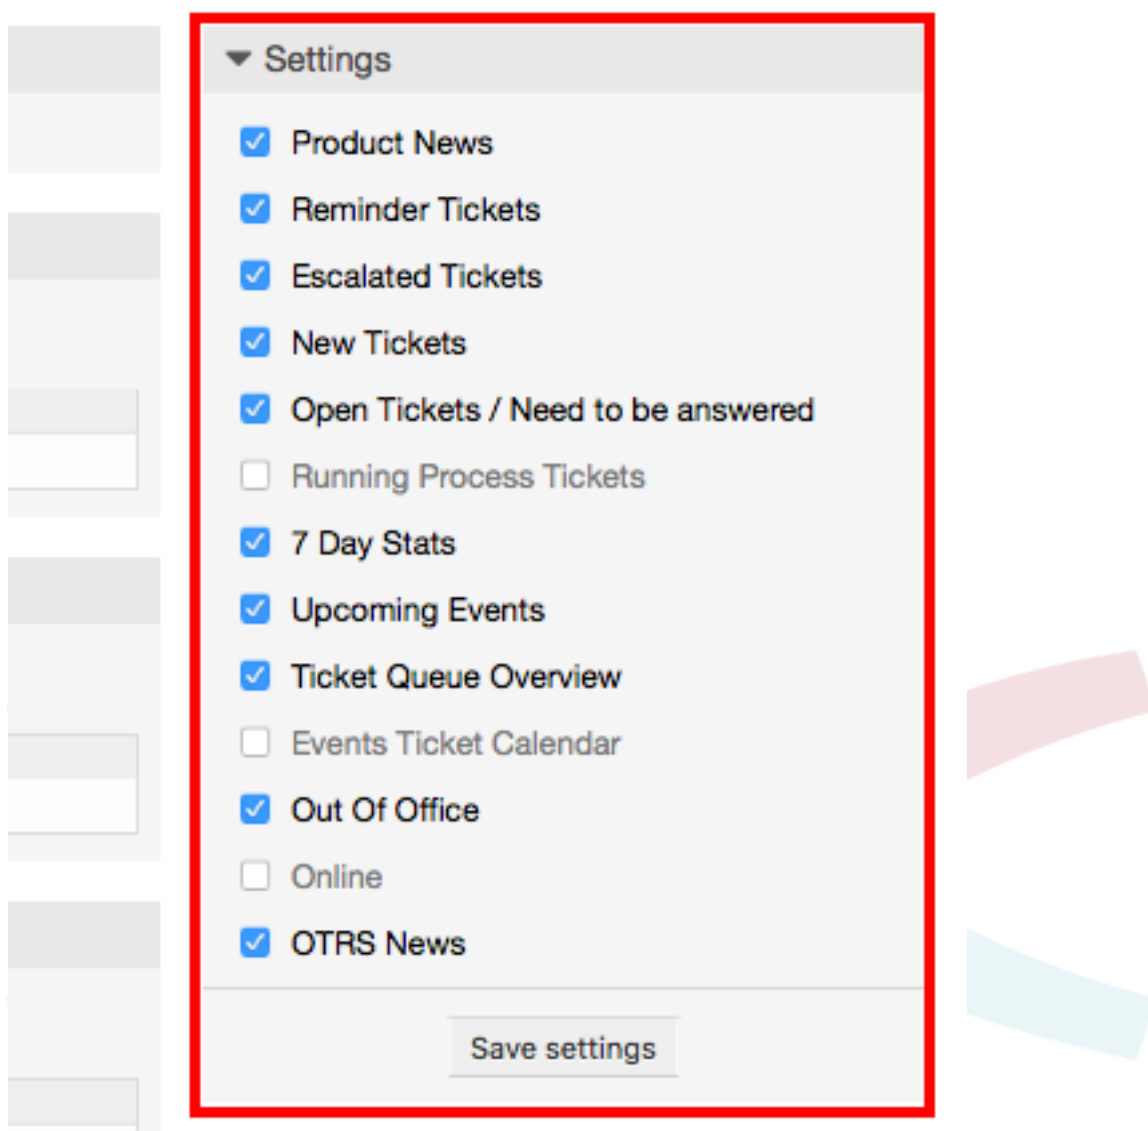 Settings
Product News
Reminder Tickets
Escalated Tickets
New Tickets
Open Tickets / Need to be answered
Running Process Tickets
7 Day Stats
Upcoming Events
Ticket Queue Overview
Events Ticket Calendar
Out Of Office
Online
OTRS News
Save settings